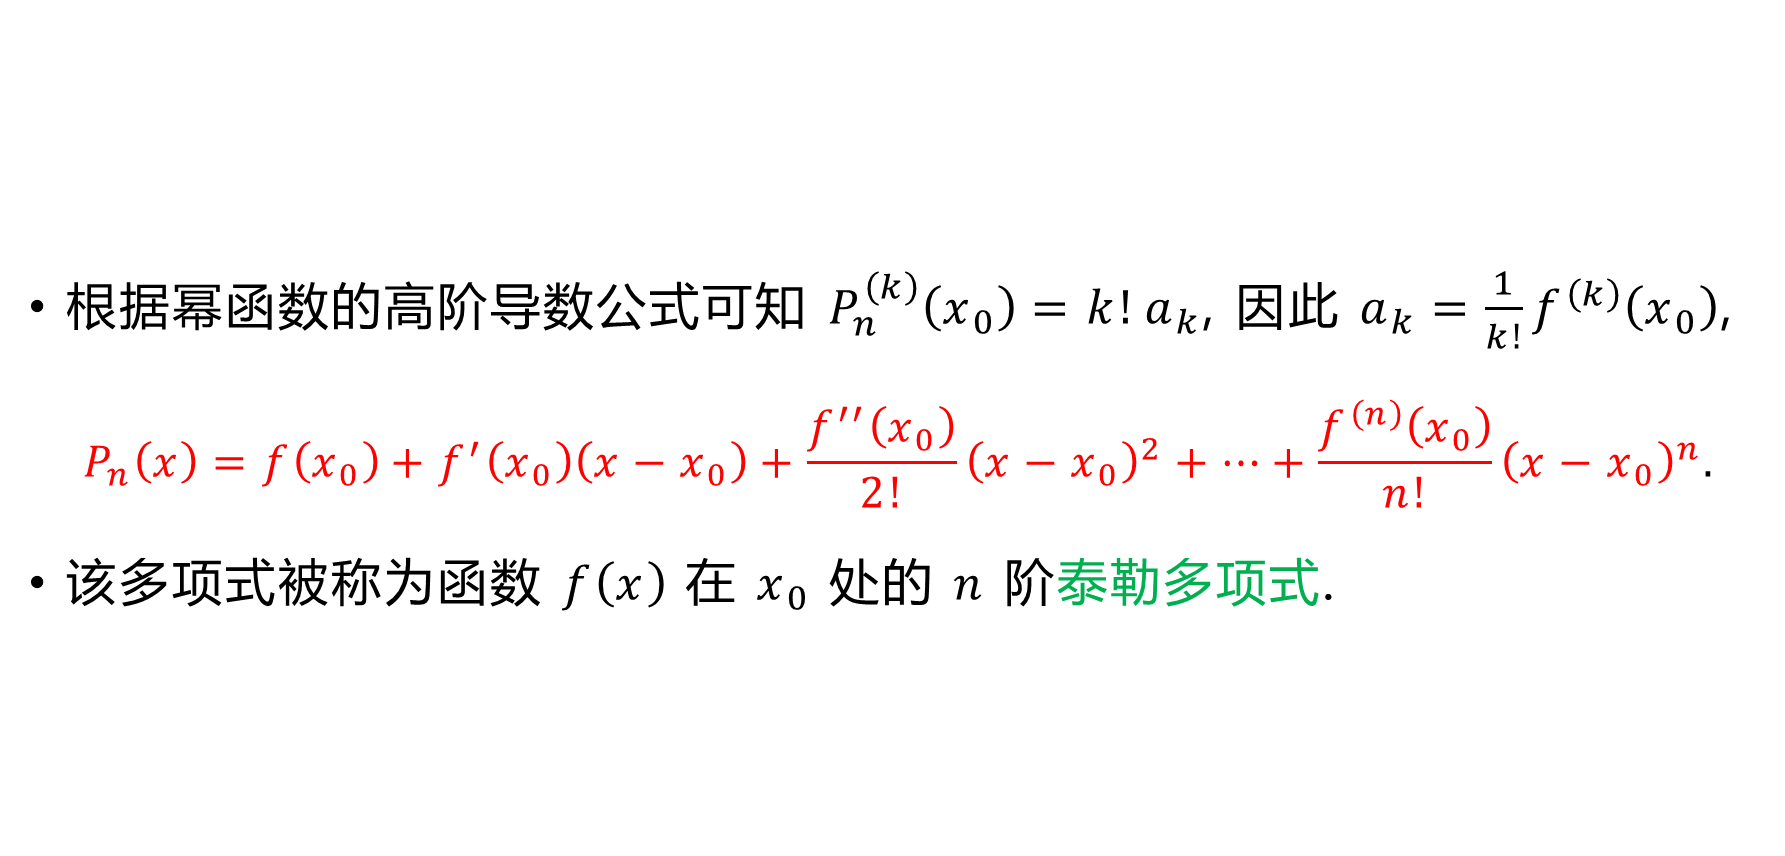 • 根据幂函数的高阶导数公式可知 $P_n^{(k)}(x_0) = k!\,a_k$, 因此 $a_k = \frac{1}{k!} f^{(k)}(x_0)$,
$P_n(x) = f(x_0) + f'(x_0)(x - x_0) + \frac{f''(x_0)}{2!}(x - x_0)^2 + \cdots + \frac{f^{(n)}(x_0)}{n!}(x - x_0)^n$.
• 该多项式被称为函数 $f(x)$ 在 $x_0$ 处的 $n$ 阶泰勒多项式.